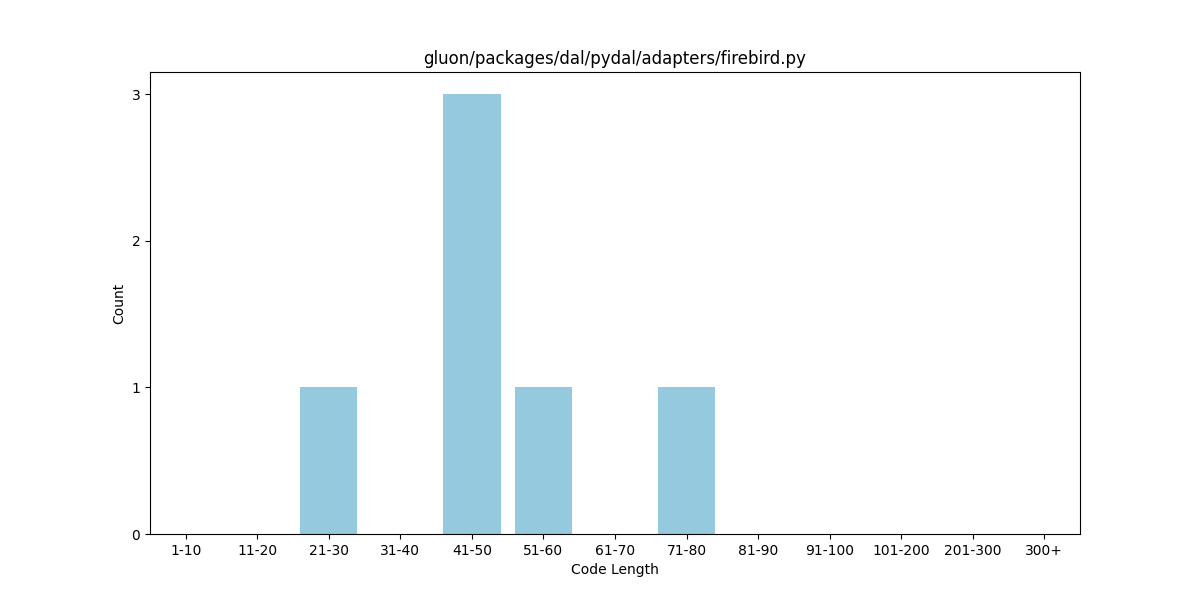 gluon/packages/dal/pydal/adapters/firebird.py
3
2
1
0
Count
1-10 11-20 21-30 31-40 41-50 51-60 61-70 71-80 81-90 91-100 101-200 201-300 300+
Code Length